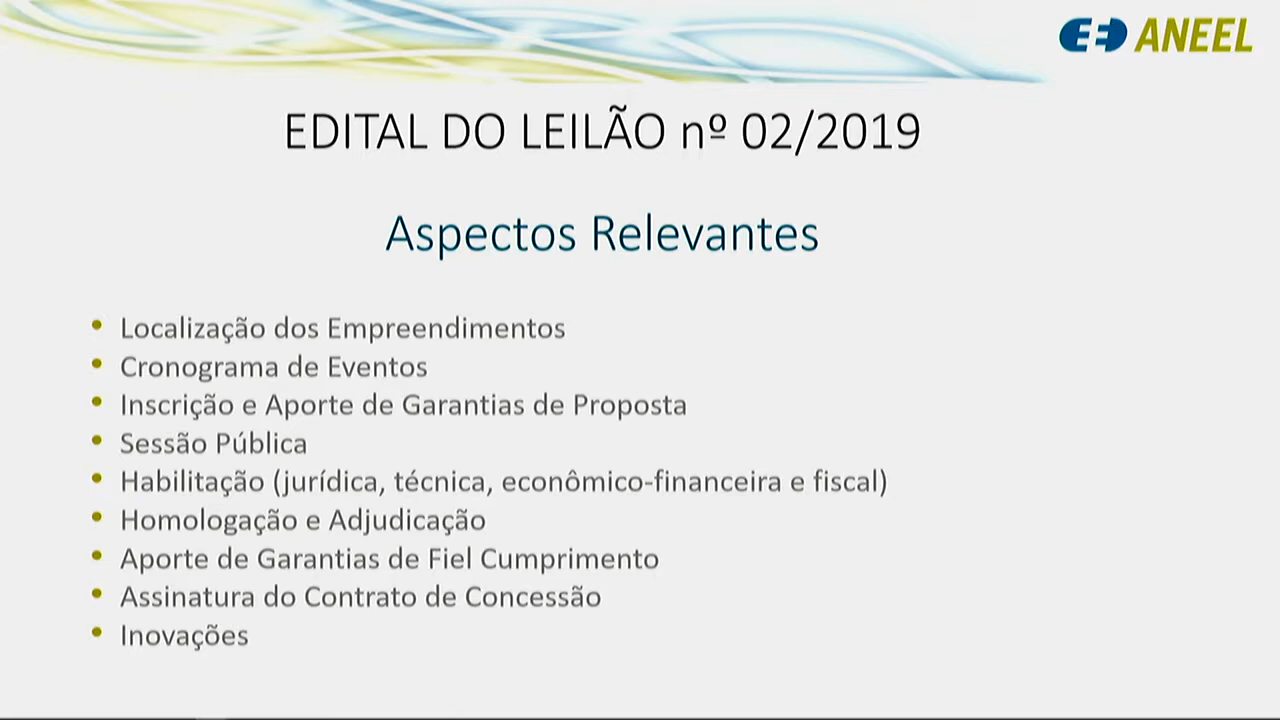 ANEEL
EDITAL DO LEILÃO nº 02/2019
Aspectos Relevantes
• Localização dos Empreendimentos
• Cronograma de Eventos
• Inscrição e Aporte de Garantias de Proposta
• Sessão Pública
• Habilitação (jurídica, técnica, econômico-financeira e fiscal)
• Homologação e Adjudicação
• Aporte de Garantias de Fiel Cumprimento
• Assinatura do Contrato de Concessão
• Inovações